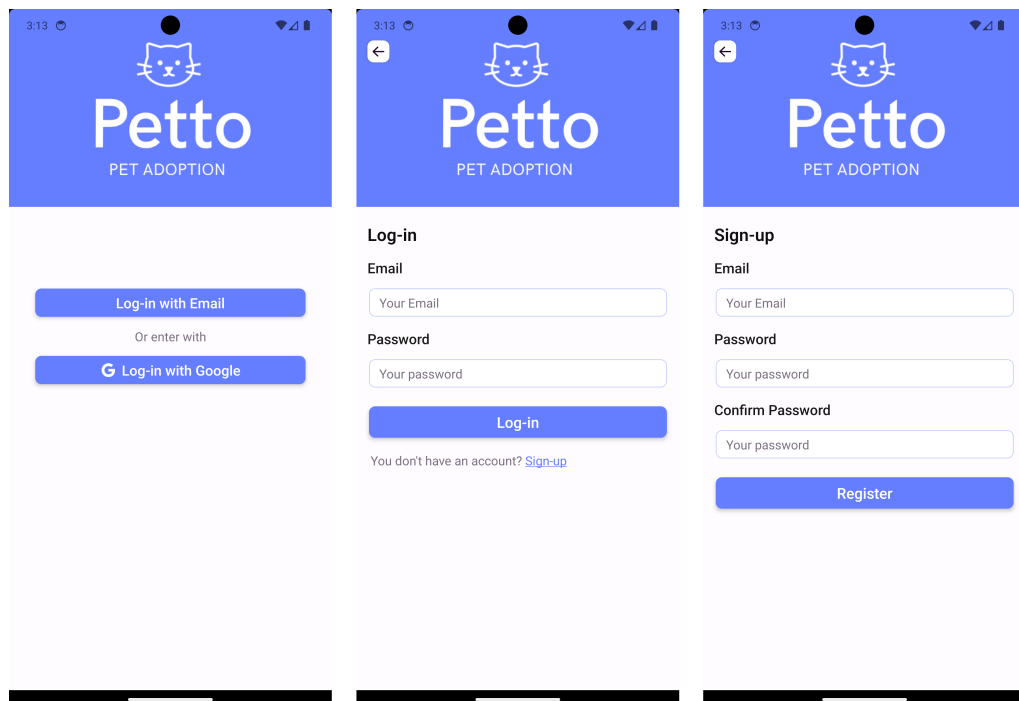 3:13
Petto
PET ADOPTION
Log-in with Email
Or enter with
G Log-in with Google
3:13
Petto
PET ADOPTION
Log-in
Email
Your Email
Password
Your password
Log-in
You don't have an account? Sign-up
3:13
Petto
PET ADOPTION
Sign-up
Email
Your Email
Password
Your password
Confirm Password
Your password
Register